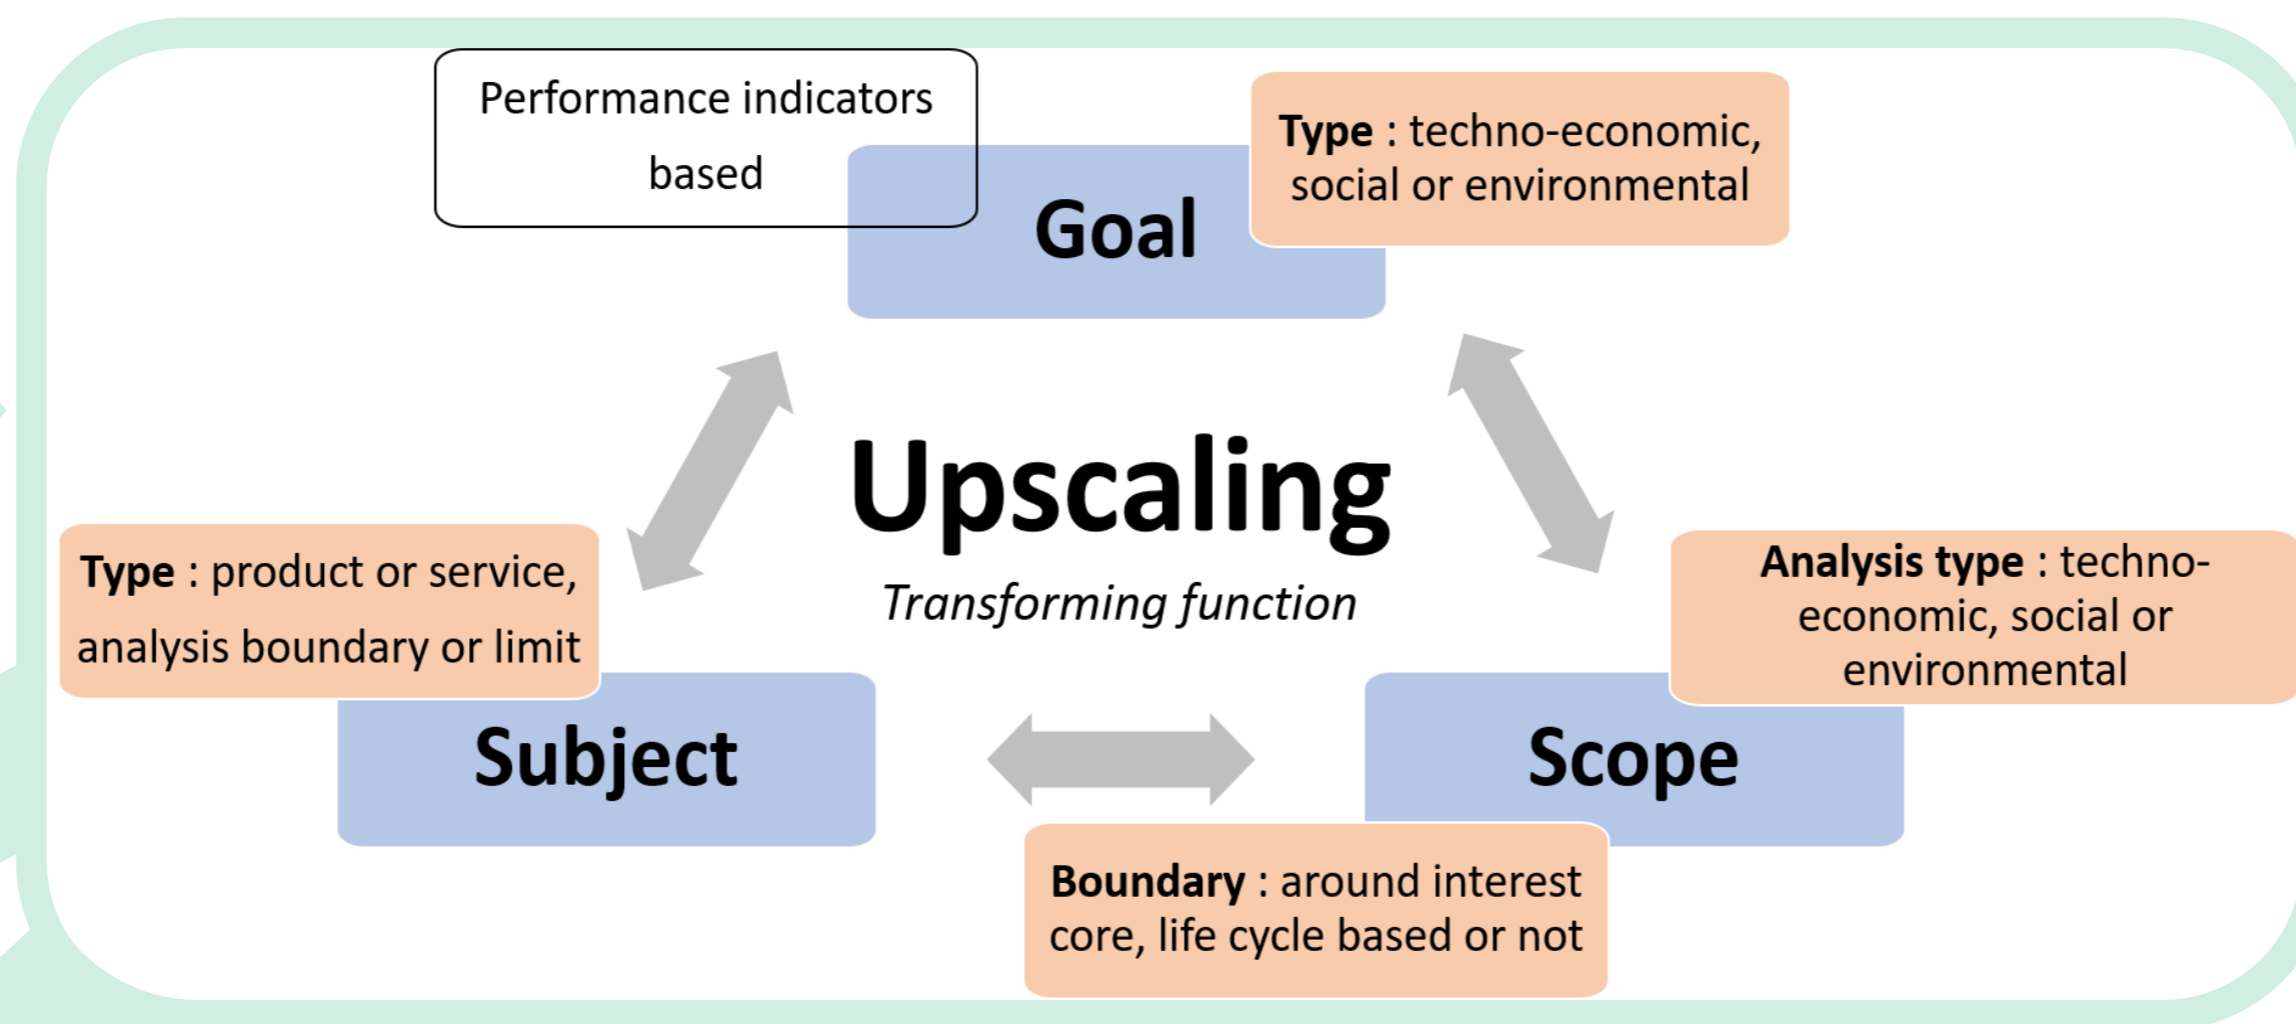 Performance indicators
based
Type : techno-economic,
social or environmental
Goal
Upscaling
Transforming function
Type : product or service,
analysis boundary or limit
Subject
Analysis type : techno-
economic, social or
environmental
Scope
Boundary : around interest
core, life cycle based or not